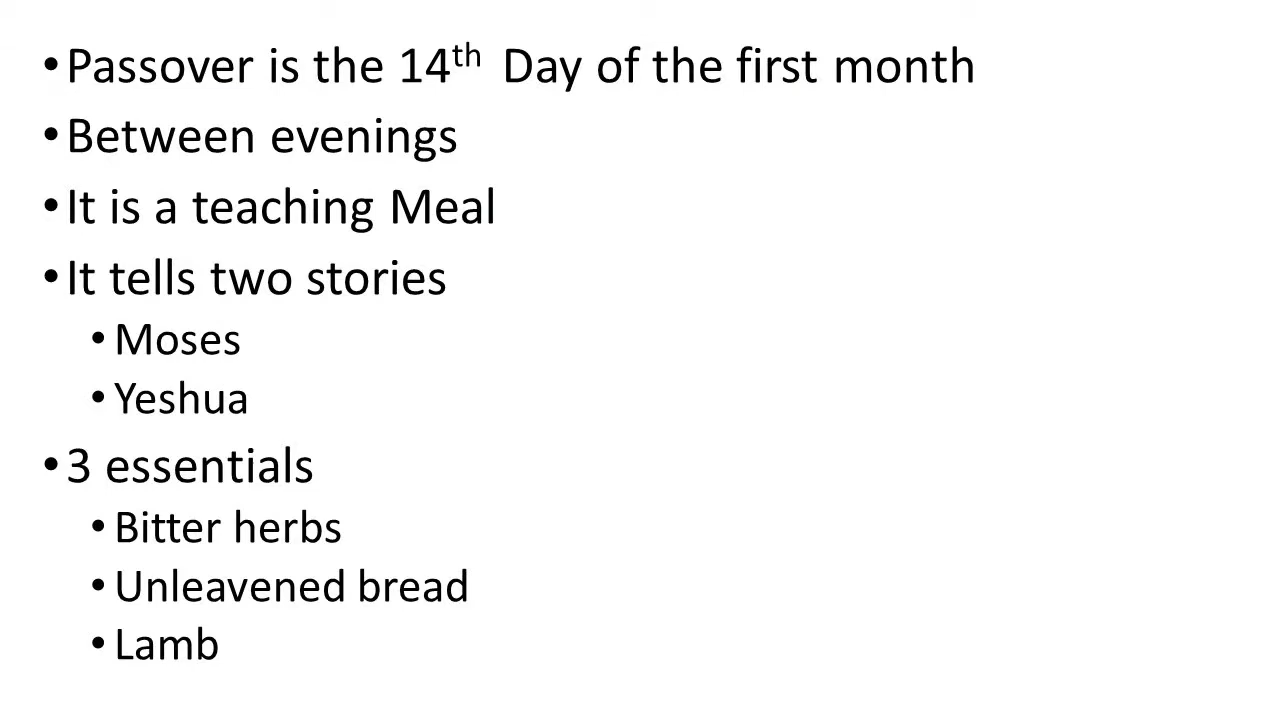 • Passover is the 14th Day of the first month
• Between evenings
• It is a teaching Meal
• It tells two stories
• Moses
• Yeshua
• 3 essentials
• Bitter herbs
• Unleavened bread
• Lamb